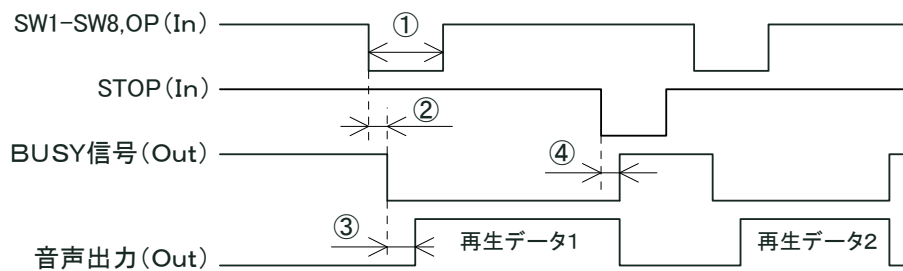 SW1-SW8,OP(In)
①
STOP(In)
②
BUSY信号(Out)
④
③
再生データ1
再生データ2
音声出力(Out)